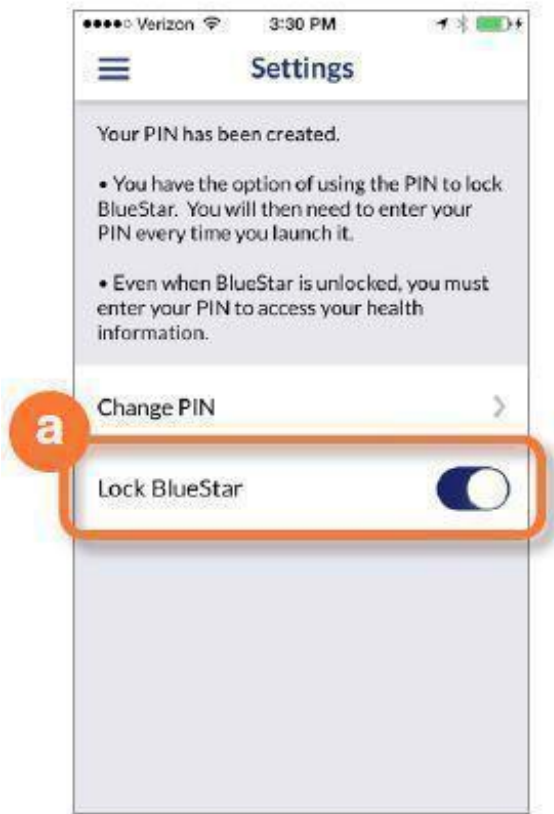 Verizon 3:30 PM
Settings
Your PIN has been created.
• You have the option of using the PIN to lock
BlueStar. You will then need to enter your
PIN every time you launch it.
• Even when BlueStar is unlocked, you must
enter your PIN to access your health
information.
Change PIN
a
Lock BlueStar